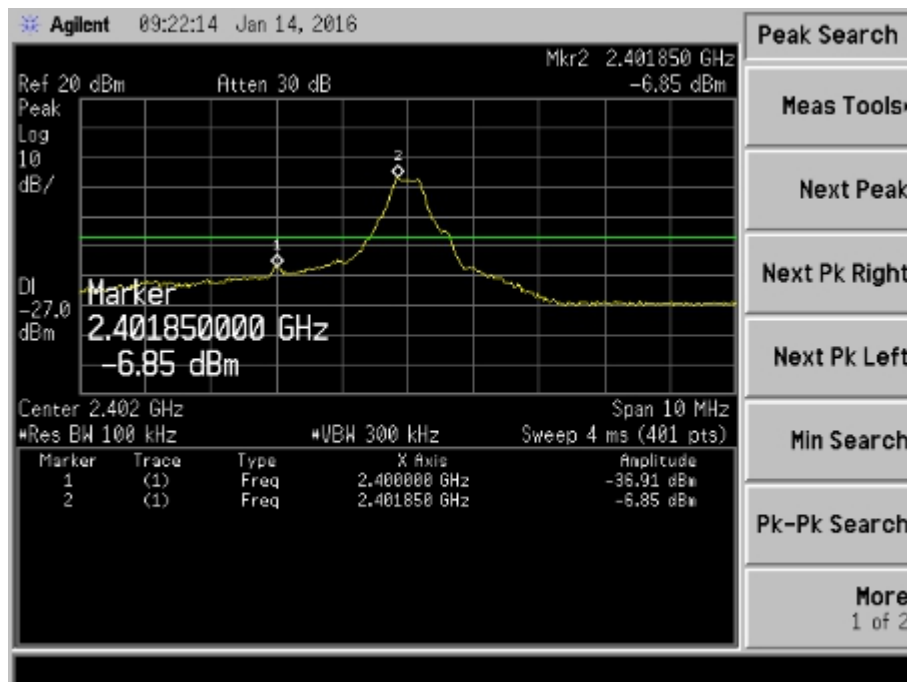 Agilent 09:22:14 Jan 14, 2016
Mkr2 2.401850 GHz
Ref 20 dBm Atten 30 dB -6.85 dBm
Peak
Log
10
dB/
2
1
DI
-27.0
dBm
Marker
2.401850000 GHz
-6.85 dBm
Center 2.402 GHz Span 10 MHz
#Res BW 100 kHz #VBW 300 kHz Sweep 4 ms (401 pts)
Marker Trace Type X Axis Amplitude
1 (1) Freq 2.400000 GHz -36.91 dBm
2 (1) Freq 2.401850 GHz -6.85 dBm
Peak Search
Meas Tools
Next Peak
Next Pk Right
Next Pk Left
Min Search
Pk-Pk Search
More
1 of 2